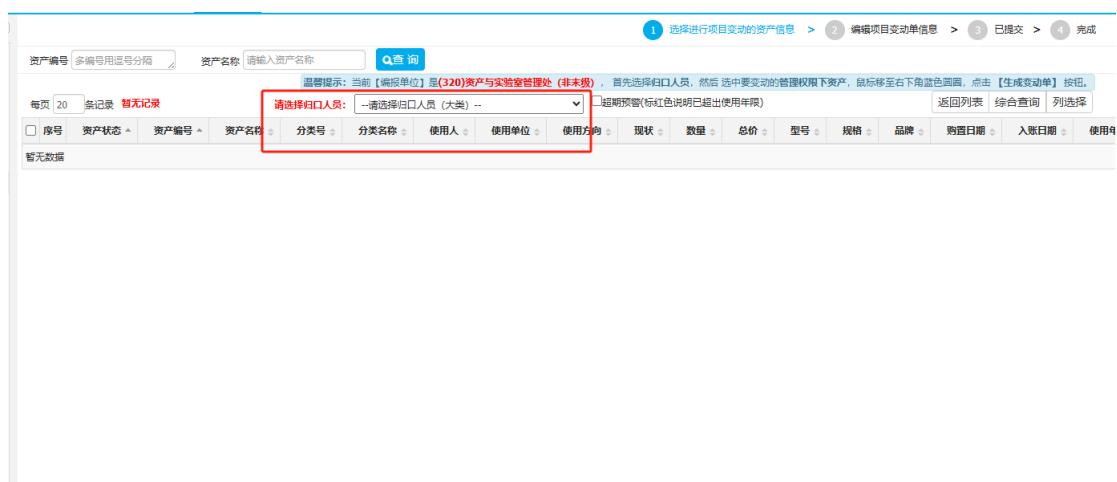 1 选择进行项目变动的资产信息 > 2 编辑项目变动单信息 > 3 已提交 > 4 完成
资产编号 多编号用逗号分隔 资产名称 请输入资产名称 查 询
温馨提示：当前【编报单位】是(320)资产与实验室管理处（非末级）， 首先选择归口人员，然后 选中要变动的管理权限下资产，鼠标移至右下角蓝色圆圈，点击 【生成变动单】 按钮。
每页 20 条记录 暂无记录 请选择归口人员： --请选择归口人员（大类）-- 超期预警(标红色说明已超出使用年限) 返回列表 综合查询 列选择
序号 资产状态 资产编号 资产名称 分类号 分类名称 使用人 使用单位 使用方向 现状 数量 总价 型号 规格 品牌 购置日期 入账日期 使用年
暂无数据